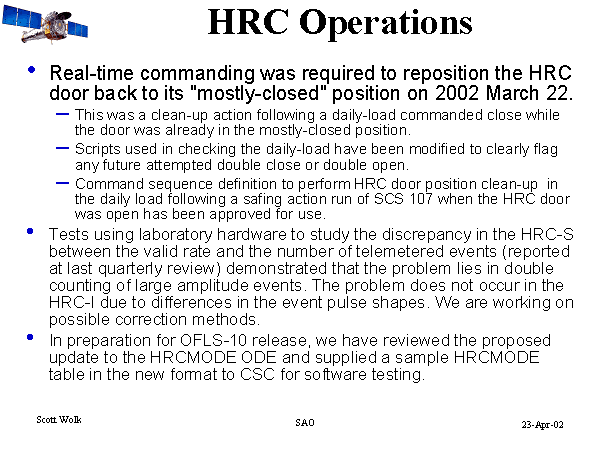 HRC Operations
• Real-time commanding was required to reposition the HRC
door back to its "mostly-closed" position on 2002 March 22.
– This was a clean-up action following a daily-load commanded close while
the door was already in the mostly-closed position.
– Scripts used in checking the daily-load have been modified to clearly flag
any future attempted double close or double open.
– Command sequence definition to perform HRC door position clean-up in
the daily load following a safing action run of SCS 107 when the HRC door
was open has been approved for use.
• Tests using laboratory hardware to study the discrepancy in the HRC-S
between the valid rate and the number of telemetered events (reported
at last quarterly review) demonstrated that the problem lies in double
counting of large amplitude events. The problem does not occur in the
HRC-I due to differences in the event pulse shapes. We are working on
possible correction methods.
• In preparation for OFLS-10 release, we have reviewed the proposed
update to the HRCMODE ODE and supplied a sample HRCMODE
table in the new format to CSC for software testing.
Scott Wolk
SAO
23-Apr-02